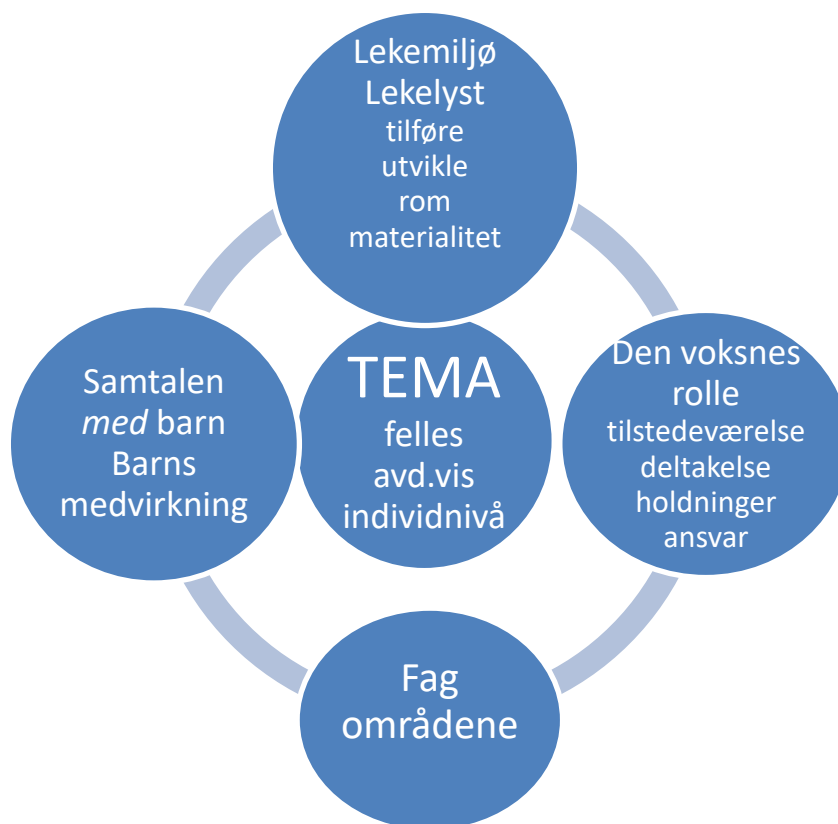 Lekemiljø
Lekelyst
tilføre
utvikle
rom
materialitet
Samtalen
med barn
Barns
medvirkning
TEMA
felles
avd.vis
individnivå
Den voksnes
rolle
tilstedeværelse
deltakelse
holdninger
ansvar
Fag
områdene